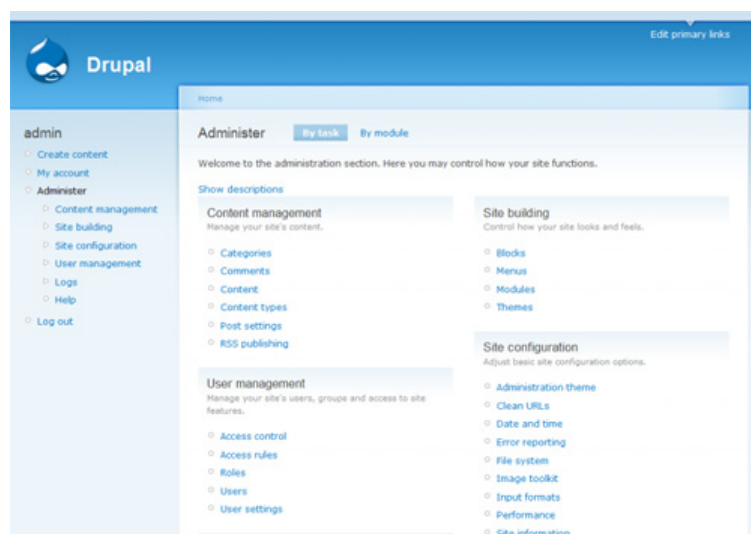 Edit primary links
Drupal
Home
admin
Create content
My account
Administer
Content management
Site building
Site configuration
User management
Logs
Help
Log out
Administer By task By module
Welcome to the administration section. Here you may control how your site functions.
Show descriptions
Content management
Manage your site's content.
Categories
Comments
Content
Content types
Post settings
RSS publishing
User management
Manage your site's users, groups and access to site
features.
Access control
Access rules
Roles
Users
User settings
Site building
Control how your site looks and feels.
Blocks
Menus
Modules
Themes
Site configuration
Adjust basic site configuration options.
Administration theme
Clean URLs
Date and time
Error reporting
File system
Image toolkit
Input formats
Performance
Site information